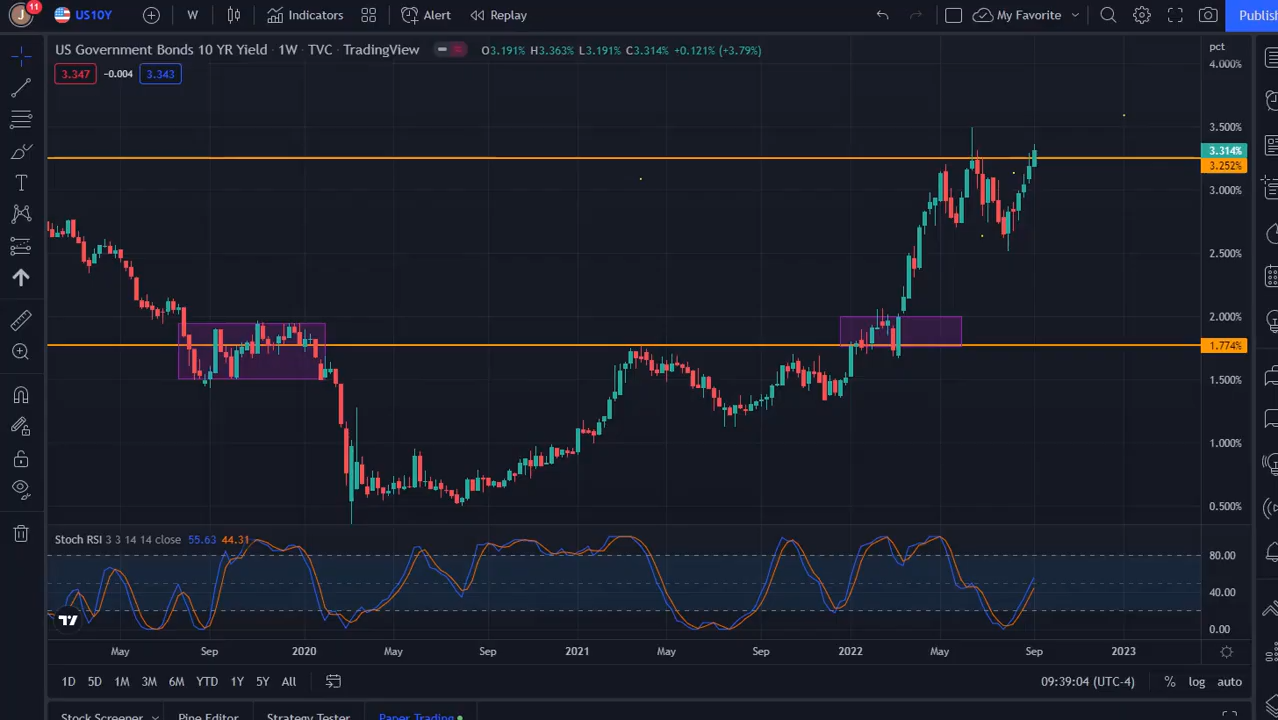 J 11 US10Y W Indicators Alert Replay My Favorite Publish
US Government Bonds 10 YR Yield · 1W · TVC · TradingView O3.191% H3.363% L3.191% C3.314% +0.121% (+3.79%) pct
3.347 -0.004 3.343
4.000%
3.500%
3.314%
3.252%
3.000%
2.500%
2.000%
1.774%
1.500%
1.000%
0.500%
Stoch RSI 3 3 14 14 close 55.63 44.31
80.00
40.00
0.00
May Sep 2020 May Sep 2021 May Sep 2022 May Sep 2023
1D 5D 1M 3M 6M YTD 1Y 5Y All 09:39:04 (UTC-4) % log auto
Stock Screener Pine Editor Strategy Tester Paper Trading